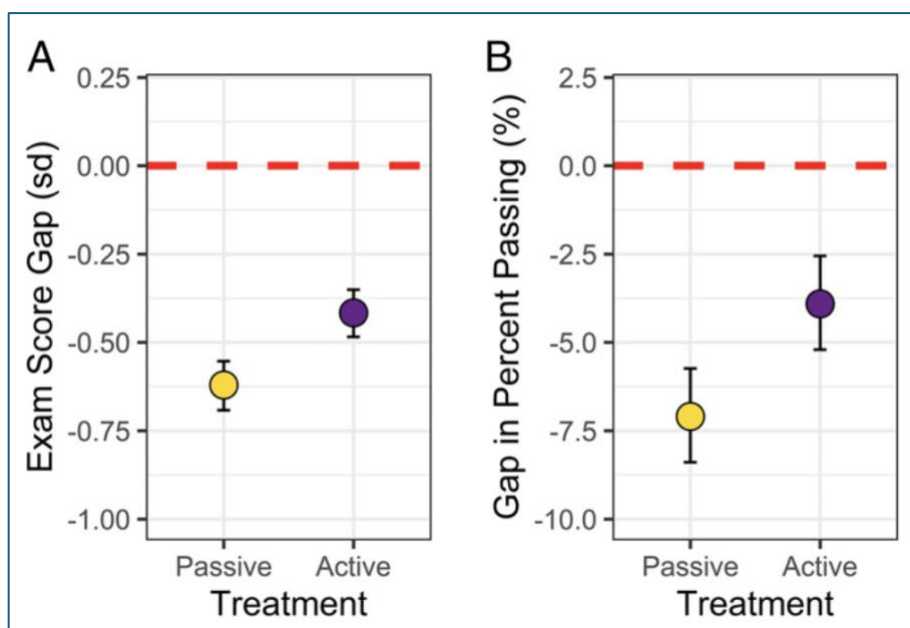 A
Exam Score Gap (sd)
0.25
0.00
-0.25
-0.50
-0.75
-1.00
Passive Active
Treatment
B
Gap in Percent Passing (%)
2.5
0.0
-2.5
-5.0
-7.5
-10.0
Passive Active
Treatment